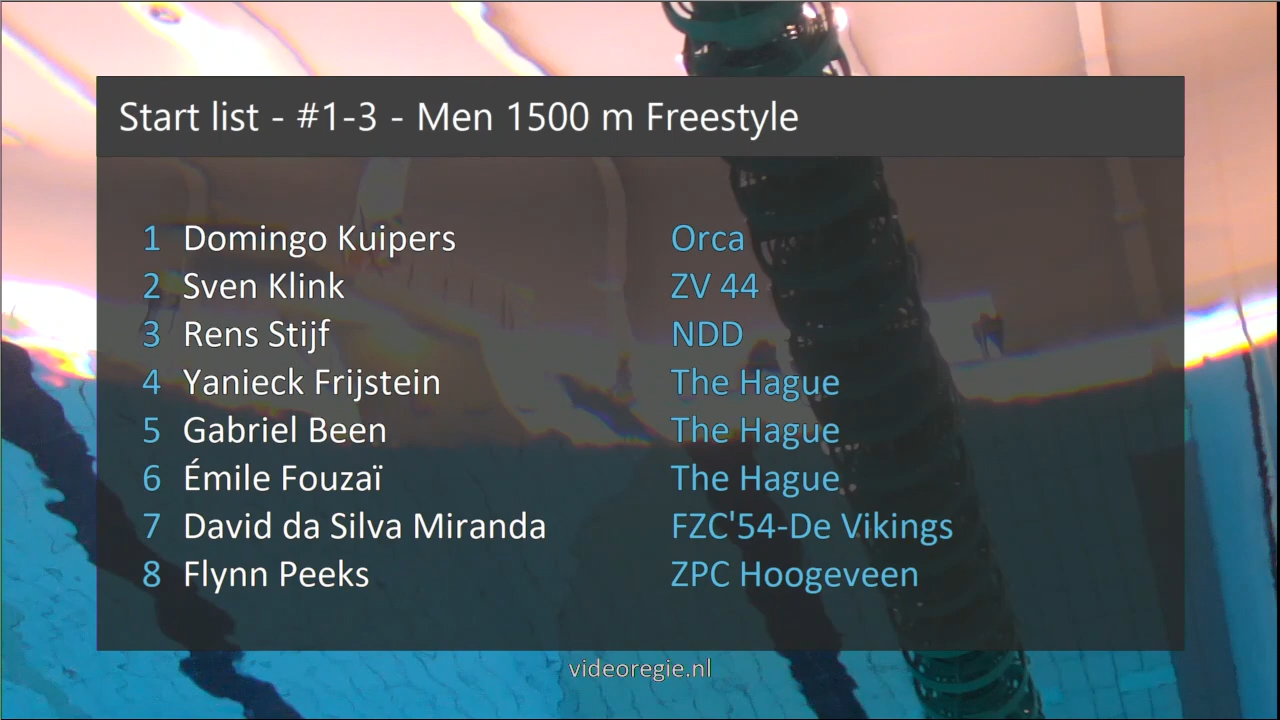 Start list - #1-3 - Men 1500 m Freestyle
1 Domingo Kuipers Orca
2 Sven Klink ZV 44
3 Rens Stijf NDD
4 Yanieck Frijstein The Hague
5 Gabriel Been The Hague
6 Émile Fouzaï The Hague
7 David da Silva Miranda FZC'54-De Vikings
8 Flynn Peeks ZPC Hoogeveen
videoregie.nl